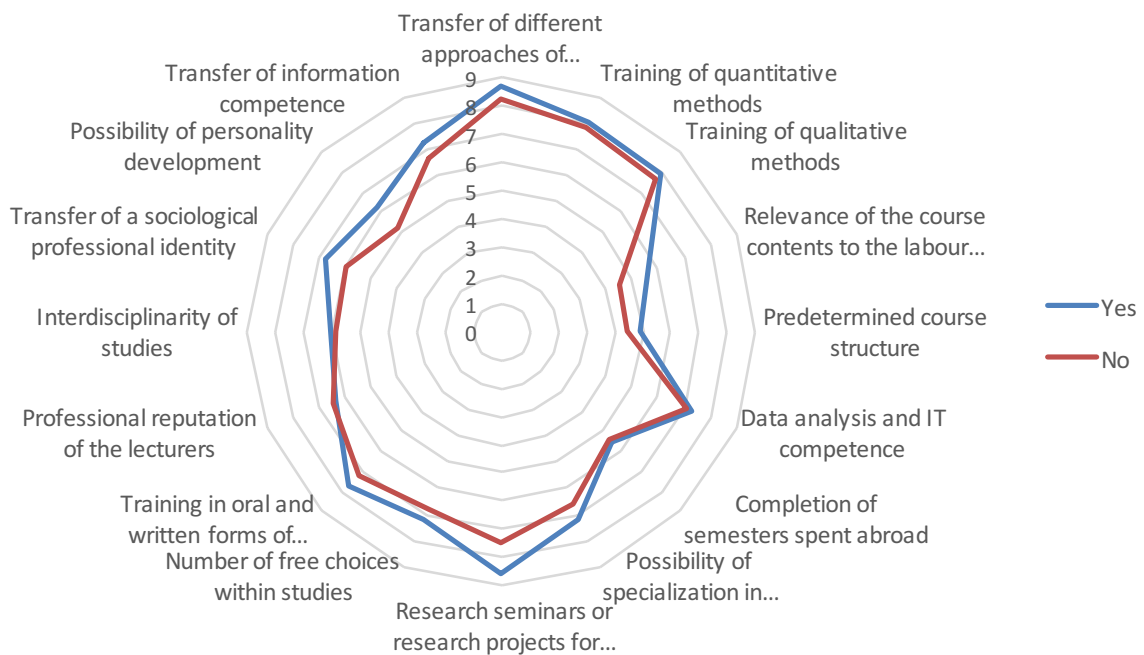 Transfer of different
approaches of...
Training of quantitative
methods
Training of qualitative
methods
Relevance of the course
contents to the labour...
Predetermined course
structure
Data analysis and IT
competence
Completion of
semesters spent abroad
Possibility of
specialization in...
Research seminars or
research projects for...
Number of free choices
within studies
Training in oral and
written forms of...
Professional reputation
of the lecturers
Interdisciplinarity of
studies
Transfer of a sociological
professional identity
Possibility of personality
development
Transfer of information
competence
9
8
7
6
5
4
3
2
1
0
Yes
No